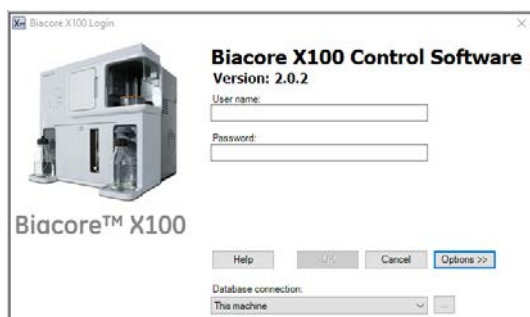 Biacore X100 Login
Biacore X100 Control Software
Version: 2.0.2
User name:
Password:
Biacore™ X100
Help
OK
Cancel
Options >>
Database connection:
This machine
...